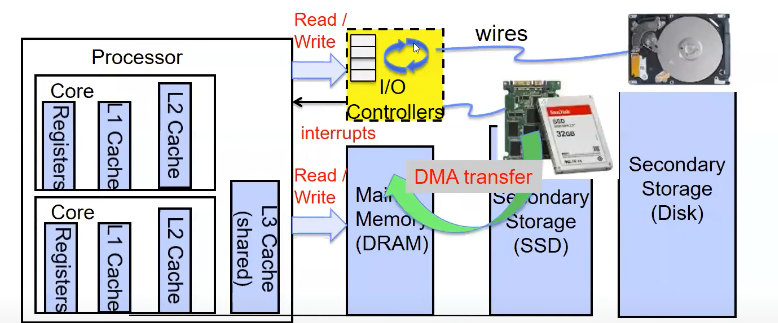 Processor
Core
Registers
L1 Cache
L2 Cache
Core
Registers
L1 Cache
L2 Cache
L3 Cache
(shared)
Read /
Write
I/O
Controllers
interrupts
Read /
Write
wires
SanDisk
SSD
32GB
DMA transfer
Main
Memory
(DRAM)
Secondary
Storage
(SSD)
Secondary
Storage
(Disk)